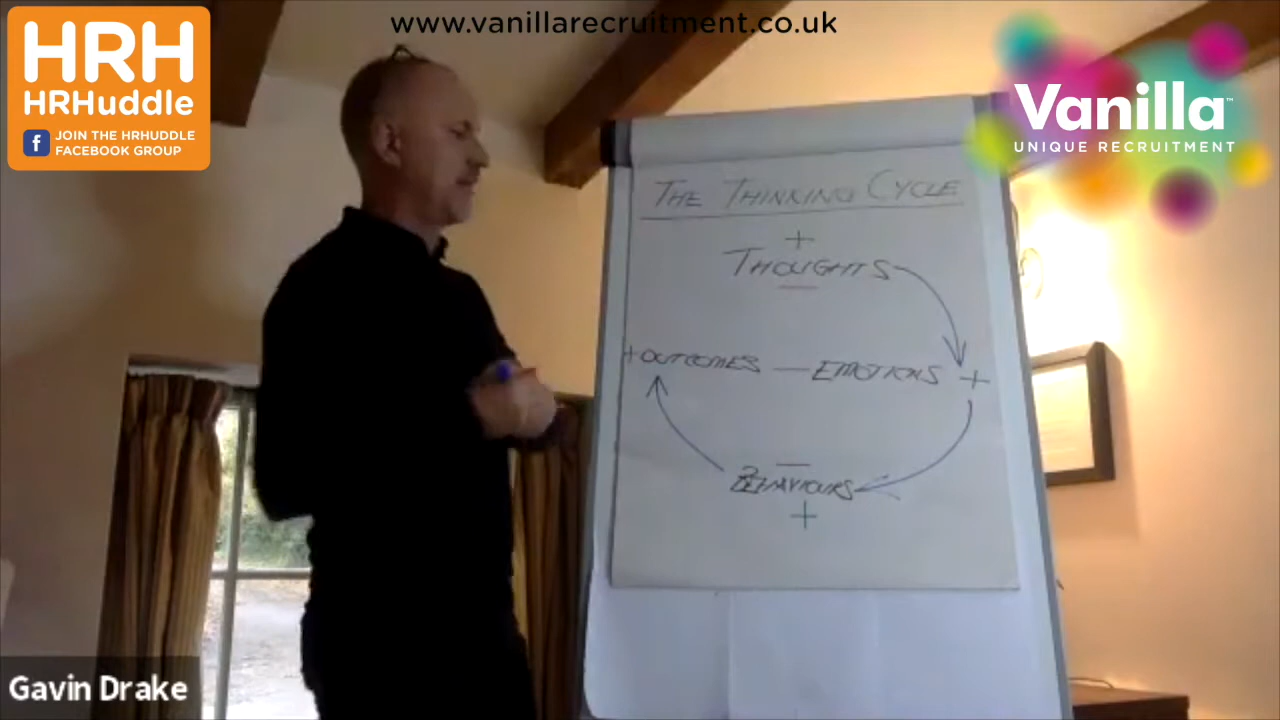 www.vanillarecruitment.co.uk
HRH
HRHuddle
f JOIN THE HRHUDDLE
FACEBOOK GROUP
Vanilla™
UNIQUE RECRUITMENT
THE THINKING CYCLE
+
THOUGHTS
+ OUTCOMES — EMOTIONS +
—
BEHAVIOURS
+
Gavin Drake